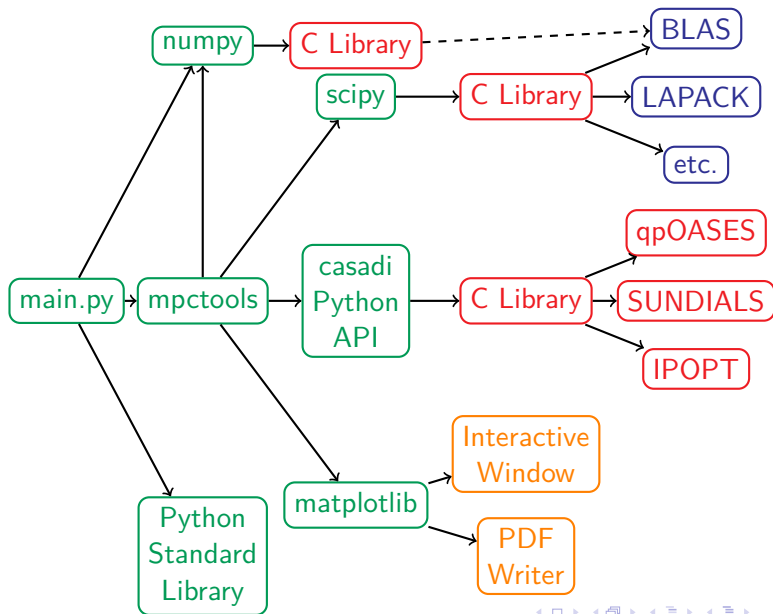 numpy
C Library
BLAS
scipy
C Library
LAPACK
etc.
main.py
mpctools
casadi
Python
API
C Library
qpOASES
SUNDIALS
IPOPT
Python
Standard
Library
matplotlib
Interactive
Window
PDF
Writer